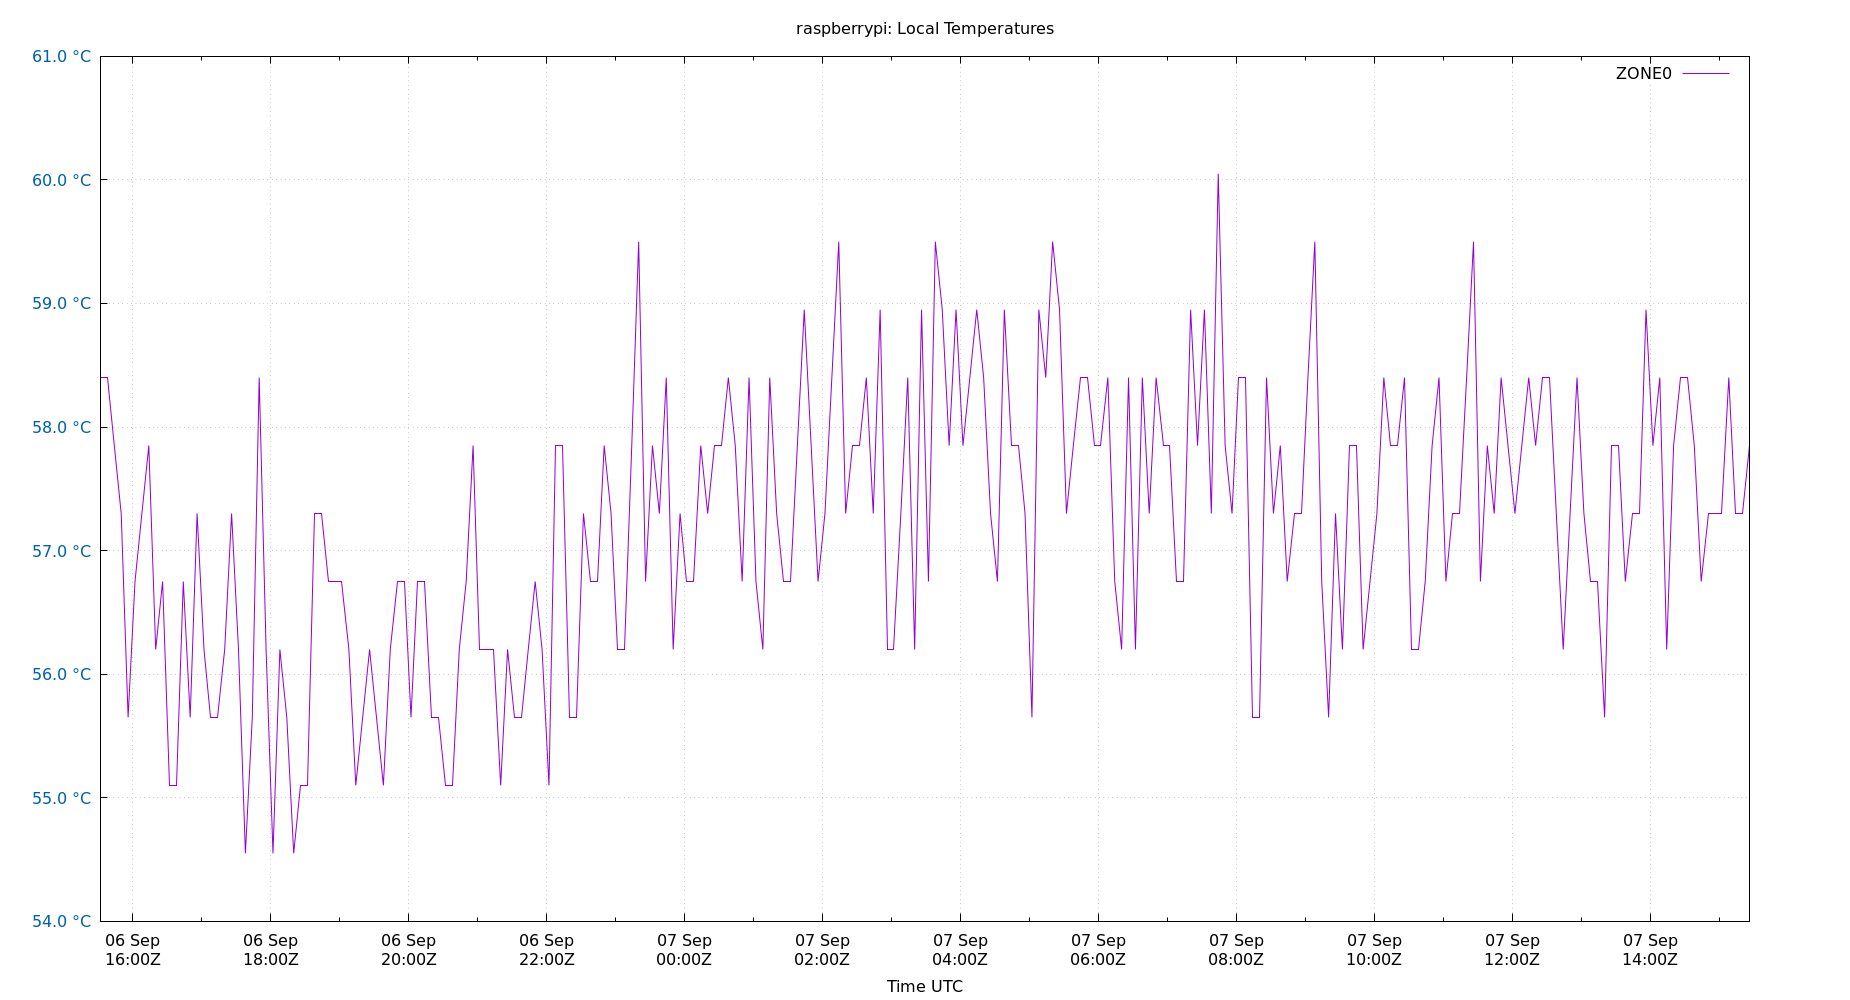 raspberrypi: Local Temperatures
61.0 °C
ZONE0
60.0 °C
59.0 °C
58.0 °C
57.0 °C
56.0 °C
55.0 °C
54.0 °C
06 Sep 06 Sep 06 Sep 06 Sep 07 Sep 07 Sep 07 Sep 07 Sep 07 Sep 07 Sep 07 Sep 07 Sep
16:00Z 18:00Z 20:00Z 22:00Z 00:00Z 02:00Z 04:00Z 06:00Z 08:00Z 10:00Z 12:00Z 14:00Z
Time UTC